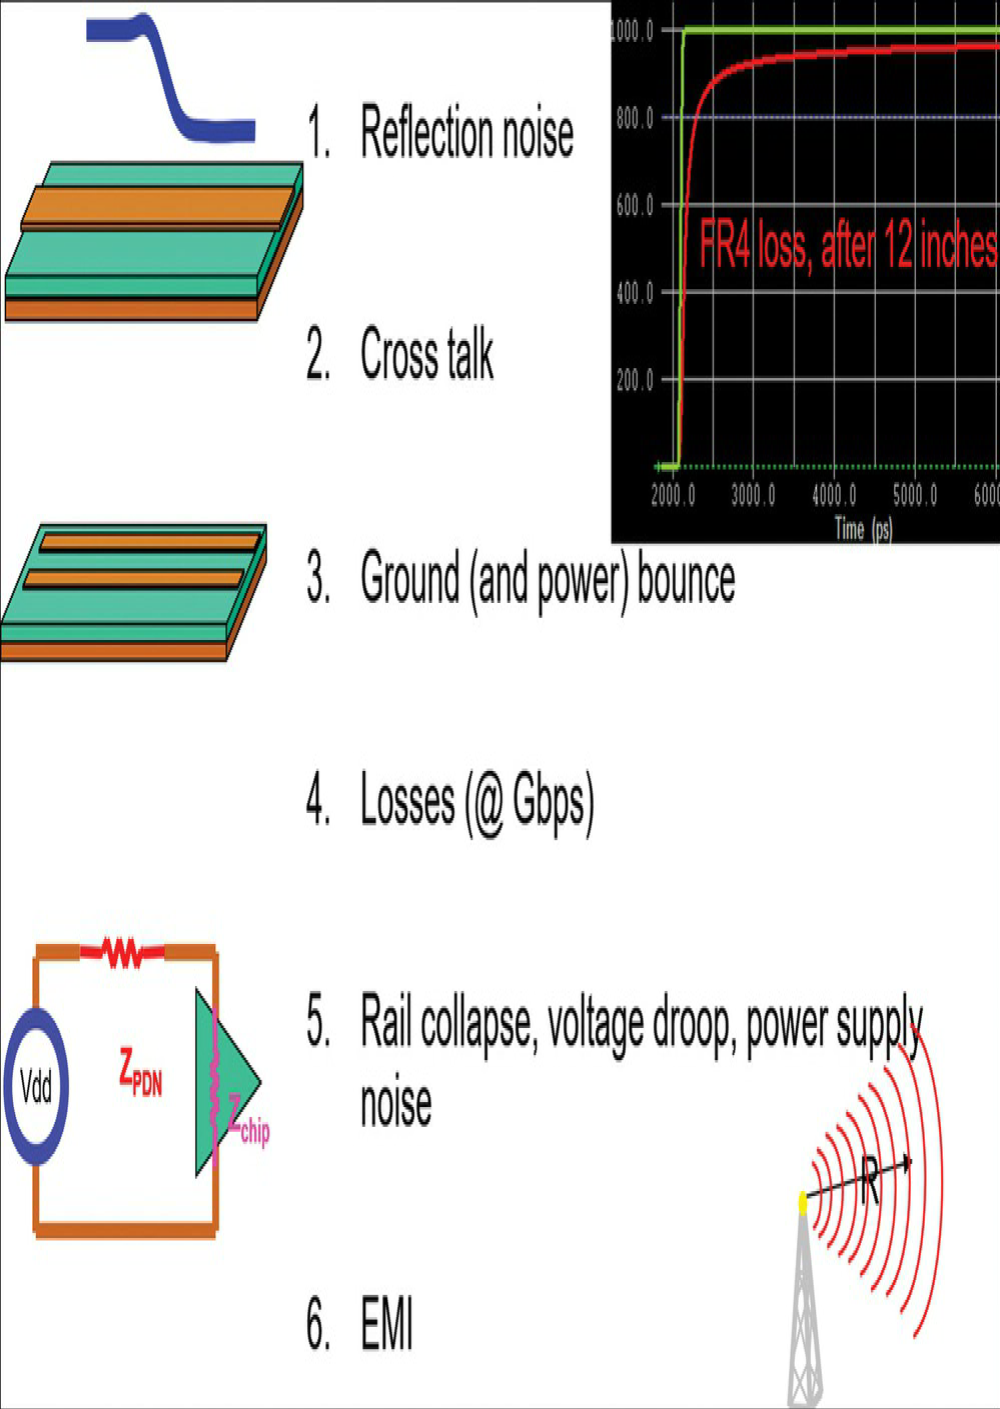 1. Reflection noise
2. Cross talk
3. Ground (and power) bounce
4. Losses (@ Gbps)
5. Rail collapse, voltage droop, power supply
noise
6. EMI
1000.0
800.0
600.0
400.0
200.0
FR4 loss, after 12 inches
2000.0 3000.0 4000.0 5000.0 6000
Time (ps)
Vdd
ZPDN
Zchip
R